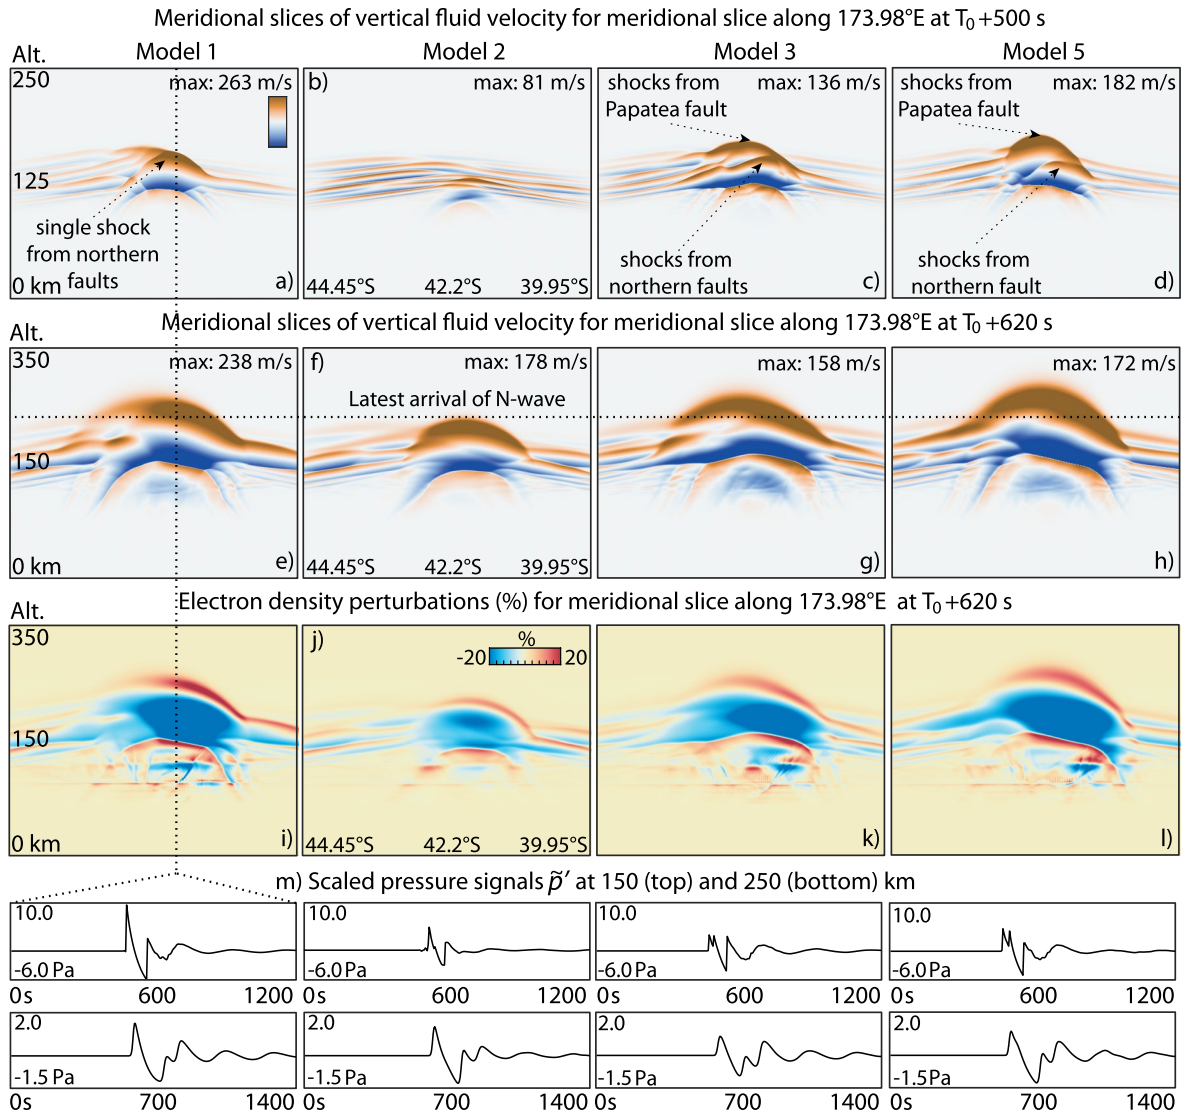 Meridional slices of vertical fluid velocity for meridional slice along 173.98°E at T0 +500 s
Alt. Model 1 Model 2 Model 3 Model 5
250 max: 263 m/s b) max: 81 m/s shocks from max: 136 m/s shocks from max: 182 m/s
Papatea fault Papatea fault
125
single shock
from northern
faults
shocks from
northern faults
shocks from
northern fault
0 km a) 44.45°S 42.2°S 39.95°S c) d)
Meridional slices of vertical fluid velocity for meridional slice along 173.98°E at T0 +620 s
Alt.
350 max: 238 m/s f) max: 178 m/s max: 158 m/s max: 172 m/s
Latest arrival of N-wave
150
0 km e) 44.45°S 42.2°S 39.95°S g) h)
Electron density perturbations (%) for meridional slice along 173.98°E at T0 +620 s
Alt.
350 j) %
-20 20
150
0 km i) 44.45°S 42.2°S 39.95°S k) l)
m) Scaled pressure signals p̃′ at 150 (top) and 250 (bottom) km
10.0 10.0 10.0 10.0
-6.0 Pa -6.0 Pa -6.0 Pa -6.0 Pa
0s 600 1200 0s 600 1200 0s 600 1200 0s 600 1200
2.0 2.0 2.0 2.0
-1.5 Pa -1.5 Pa -1.5 Pa -1.5 Pa
0s 700 1400 0s 700 1400 0s 700 1400 0s 700 1400